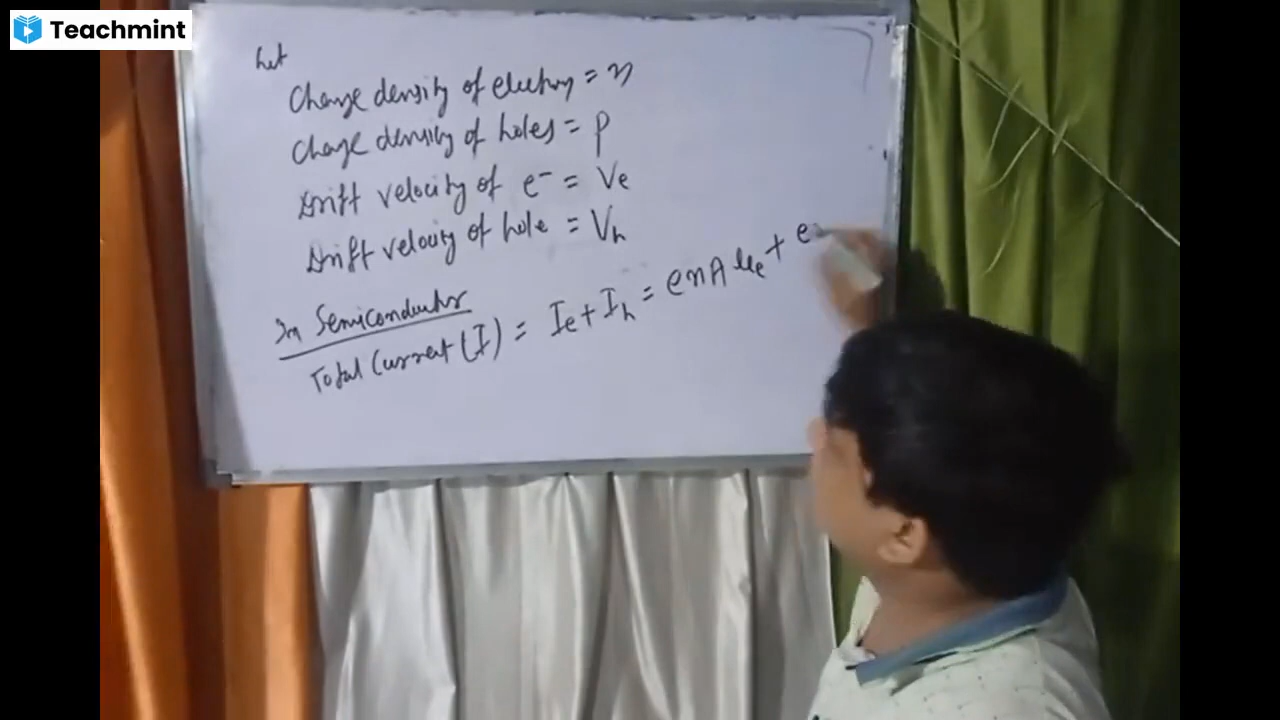 Teachmint
Let
Charge density of electron = n
Charge density of holes = p
Drift velocity of e⁻ = Ve
Drift velocity of hole = Vh
In Semiconductor
Total Current (I) = Ie + Ih = enAμe + e